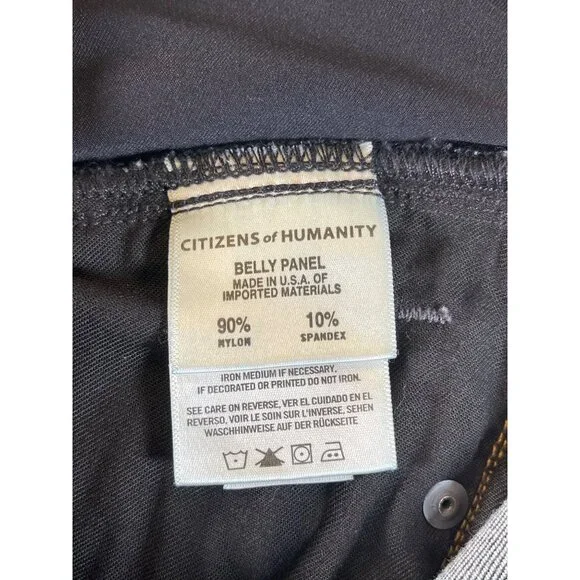 CITIZENS of HUMANITY
BELLY PANEL
MADE IN U.S.A. OF
IMPORTED MATERIALS
90% 10%
NYLON SPANDEX
IRON MEDIUM IF NECESSARY.
IF DECORATED OR PRINTED DO NOT IRON.
SEE CARE ON REVERSE, VER EL CUIDADO EN EL
REVERSO, VOIR LE SOIN SUR L'INVERSE, SEHEN
WASCHHINWEISE AUF DER RÜCKSEITE